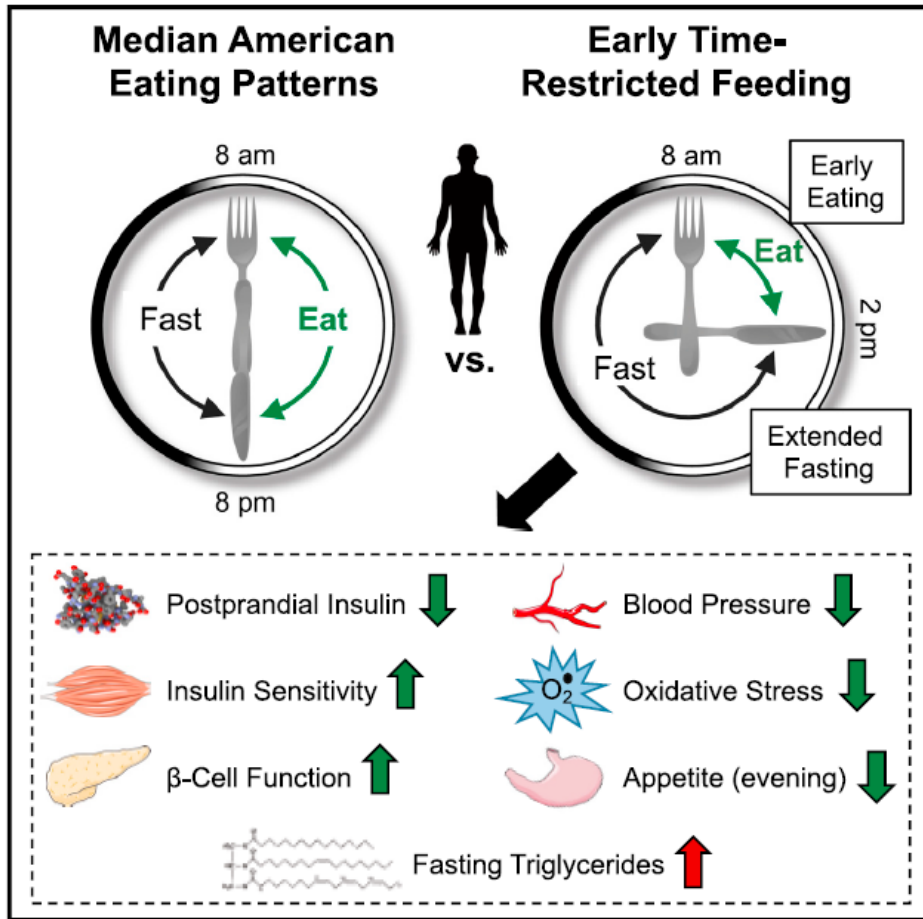 Median American
Eating Patterns
Early Time-
Restricted Feeding
8 am
Fast
Eat
8 pm
vs.
8 am
Early
Eating
Eat
2 pm
Fast
Extended
Fasting
Postprandial Insulin
Blood Pressure
Insulin Sensitivity
O₂•
Oxidative Stress
β-Cell Function
Appetite (evening)
Fasting Triglycerides